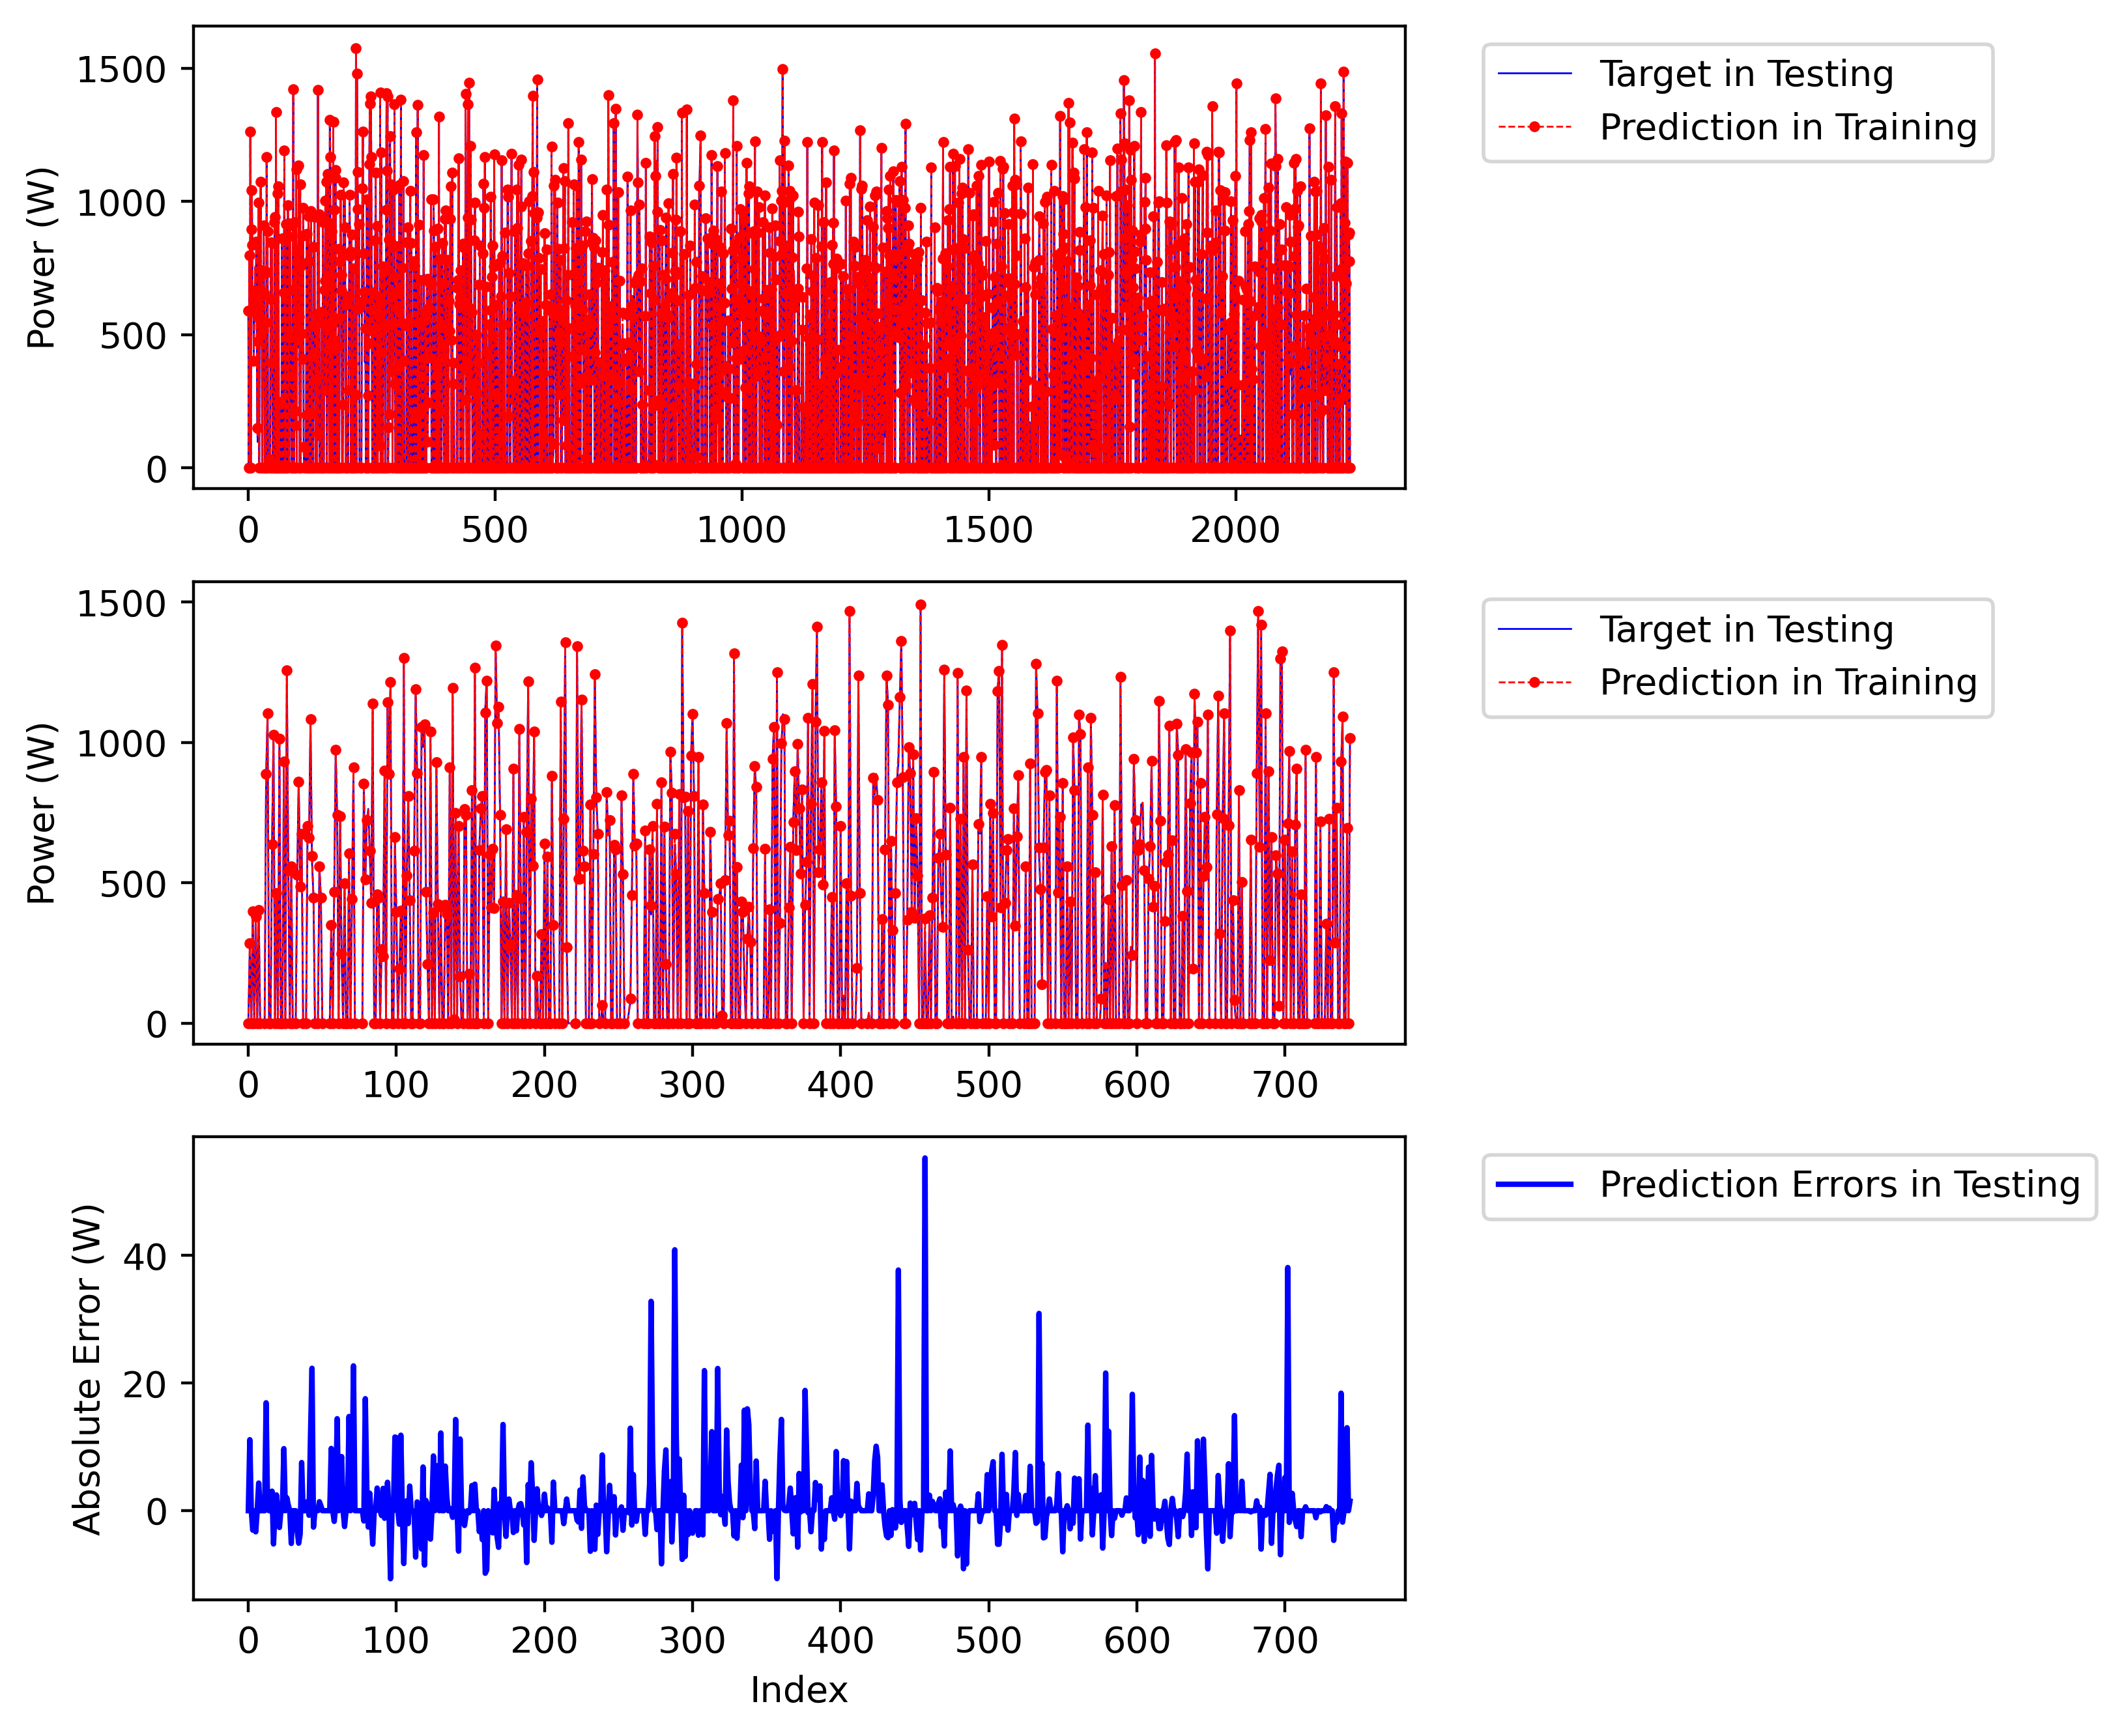 1500
1000
500
0
Power (W)
0 500 1000 1500 2000
Target in Testing
Prediction in Training
1500
1000
500
0
Power (W)
0 100 200 300 400 500 600 700
Target in Testing
Prediction in Training
40
20
0
Absolute Error (W)
0 100 200 300 400 500 600 700
Index
Prediction Errors in Testing